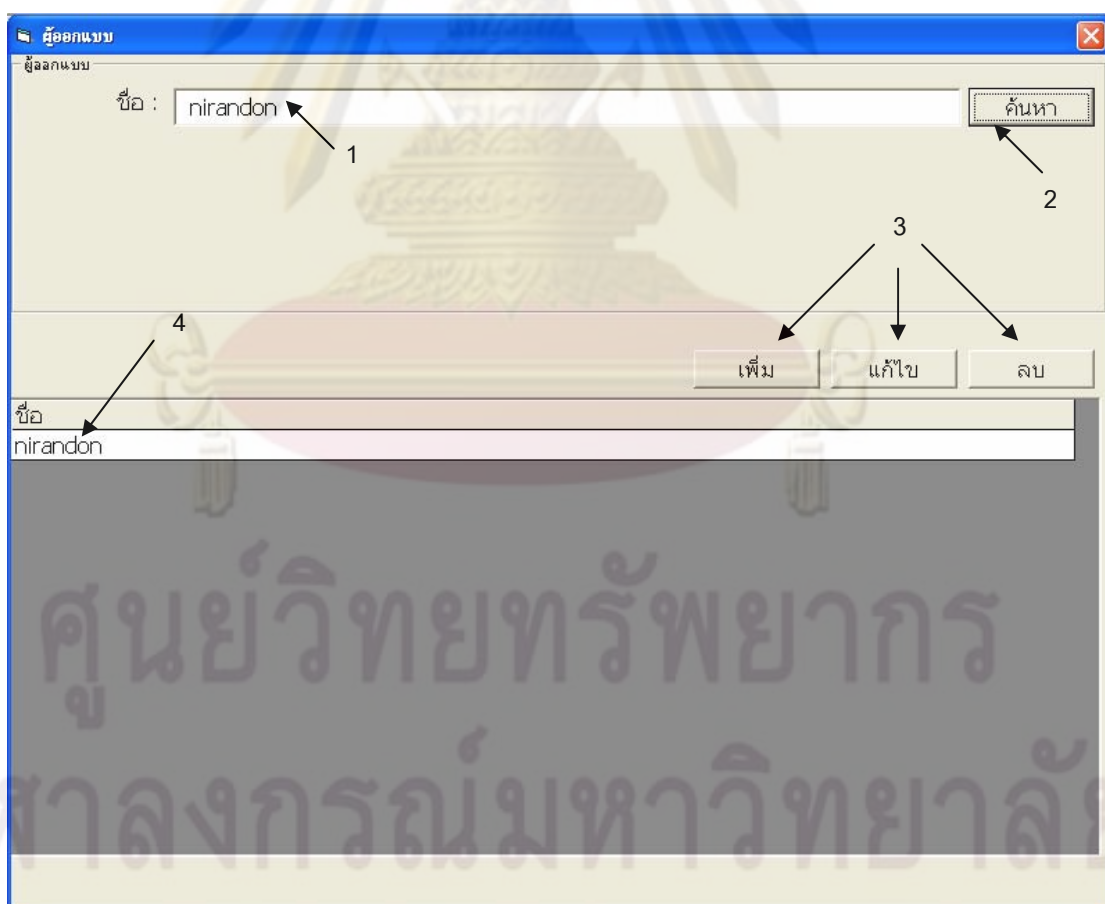 ผู้ออกแบบ
ผู้ออกแบบ
ชื่อ : nirandon ค้นหา
1
2
3
4
เพิ่ม แก้ไข ลบ
ชื่อ
nirandon
ศูนย์วิทยทรัพยากร
ฬาลงกรณ์มหาวิทยาลัย